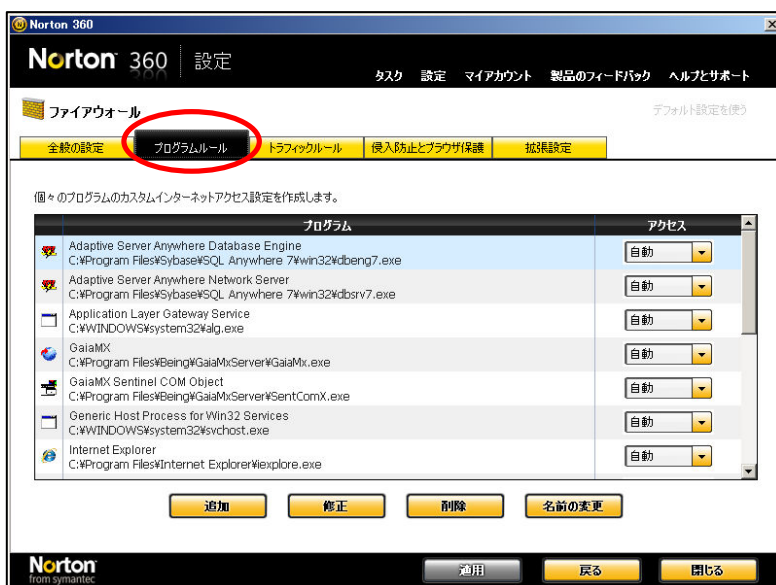 Norton 360
Norton 360 設定
タスク 設定 マイアカウント 製品のフィードバック ヘルプとサポート
ファイアウォール
デフォルト設定を使う
全般の設定 プログラムルール トラフィックルール 侵入防止とブラウザ保護 拡張設定
個々のプログラムのカスタムインターネットアクセス設定を作成します。
プログラム アクセス
Adaptive Server Anywhere Database Engine
C:¥Program Files¥Sybase¥SQL Anywhere 7¥win32¥dbeng7.exe
自動
Adaptive Server Anywhere Network Server
C:¥Program Files¥Sybase¥SQL Anywhere 7¥win32¥dbsrv7.exe
自動
Application Layer Gateway Service
C:¥WINDOWS¥system32¥alg.exe
自動
GaiaMX
C:¥Program Files¥Being¥GaiaMxServer¥GaiaMx.exe
自動
GaiaMX Sentinel COM Object
C:¥Program Files¥Being¥GaiaMxServer¥SentComX.exe
自動
Generic Host Process for Win32 Services
C:¥WINDOWS¥system32¥svchost.exe
自動
Internet Explorer
C:¥Program Files¥Internet Explorer¥iexplore.exe
自動
追加 修正 削除 名前の変更
Norton
from symantec
適用 戻る 閉じる